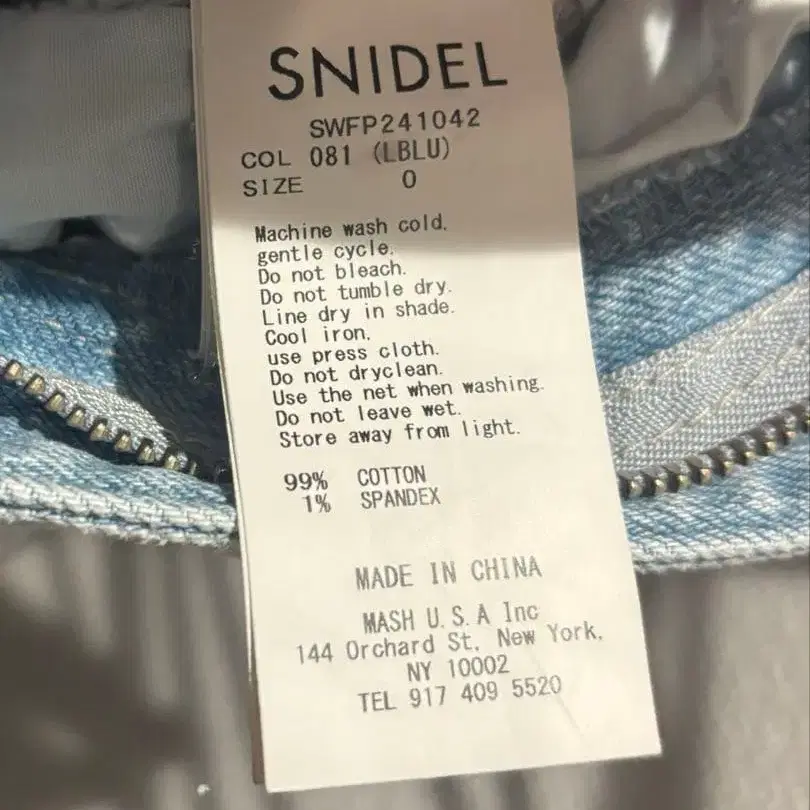 SNIDEL
SWFP241042
COL 081 (LBLU)
SIZE 0
Machine wash cold.
gentle cycle.
Do not bleach.
Do not tumble dry.
Line dry in shade.
Cool iron.
use press cloth.
Do not dryclean.
Use the net when washing.
Do not leave wet.
Store away from light.
99% COTTON
1% SPANDEX
MADE IN CHINA
MASH U.S.A Inc
144 Orchard St. New York.
NY 10002
TEL 917 409 5520